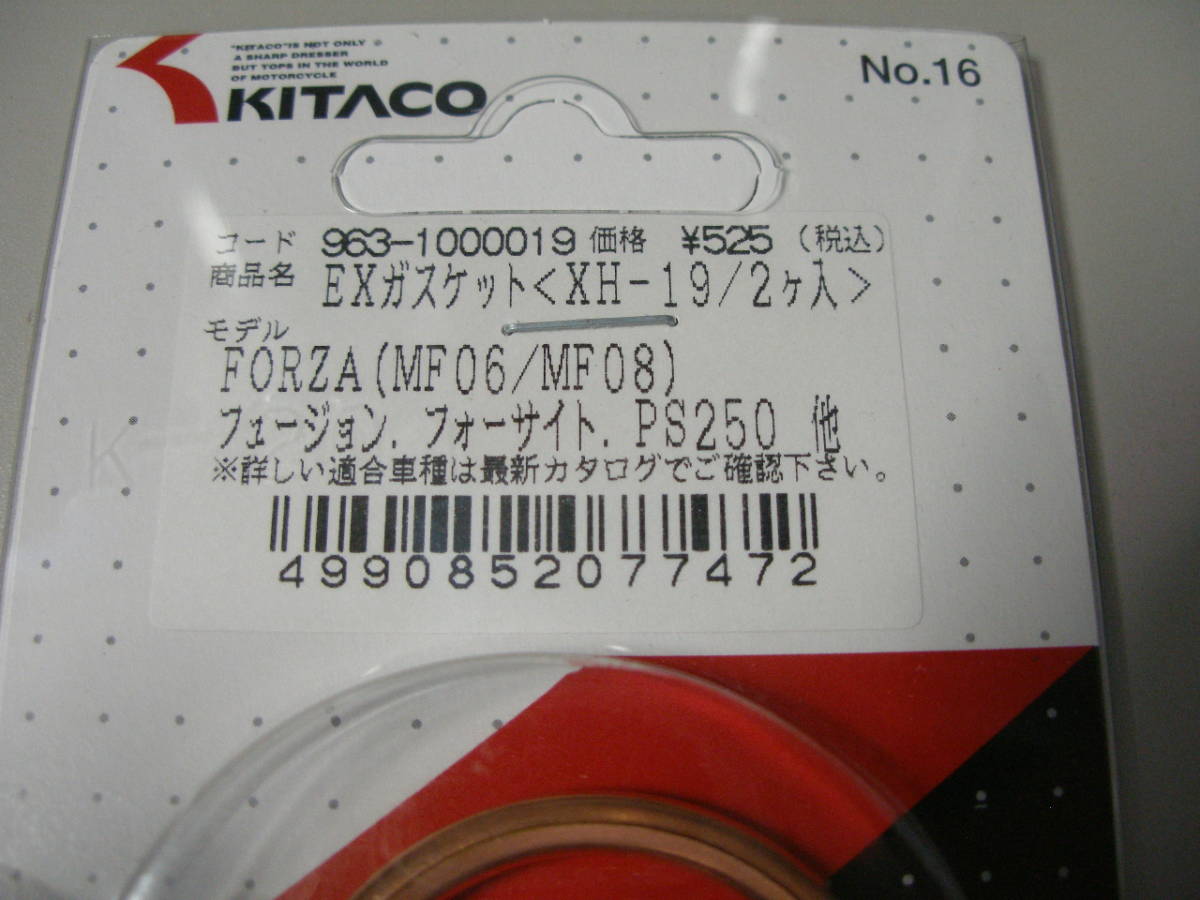 "KITACO" IS NOT ONLY
A SHARP DRESSER
BUT TOPS IN THE WORLD
OF MOTORCYCLE
KITACO
No.16
コード 963-1000019 価格 ¥525 (税込)
商品名 EXガスケット<XH-19/2ヶ入>
モデル
FORZA(MF06/MF08)
フュージョン. フォーサイト. PS250 他
※詳しい適合車種は最新カタログでご確認下さい。
4990852077472